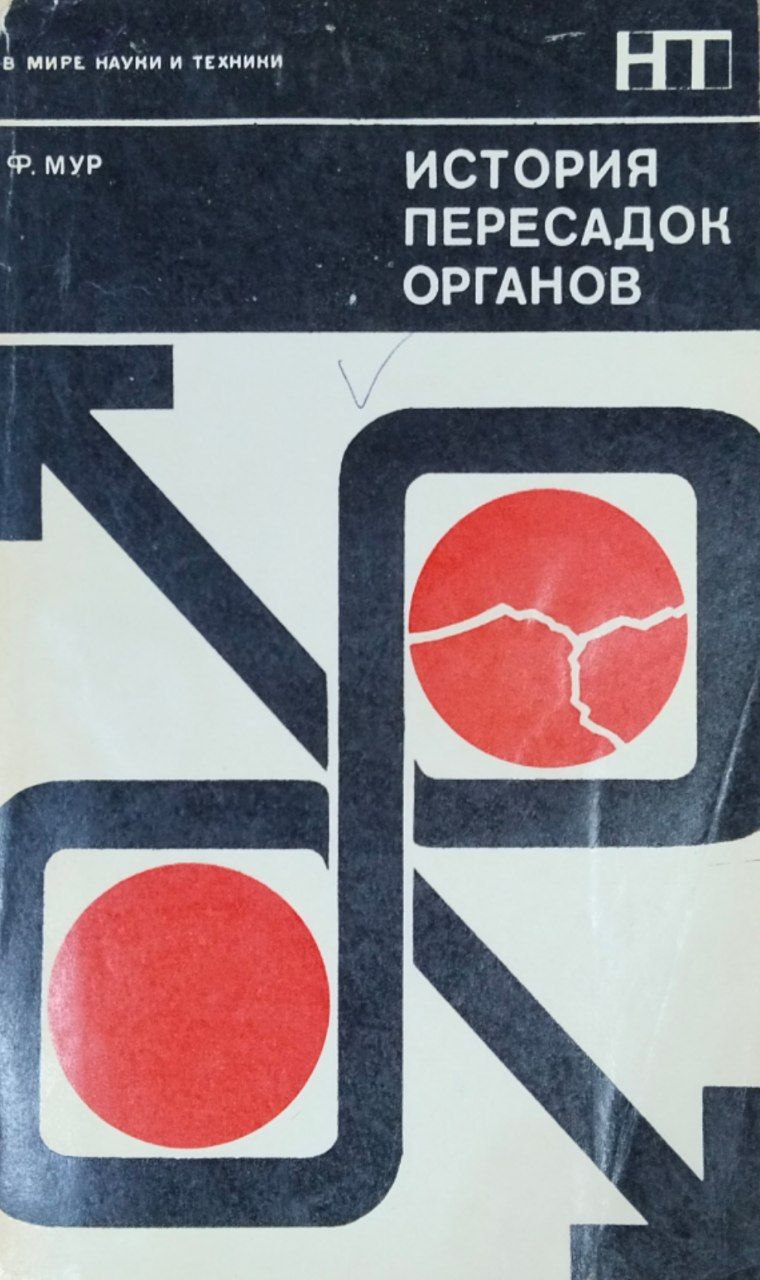 В МИРЕ НАУКИ И ТЕХНИКИ
НТ
Ф. МУР
ИСТОРИЯ
ПЕРЕСАДОК
ОРГАНОВ